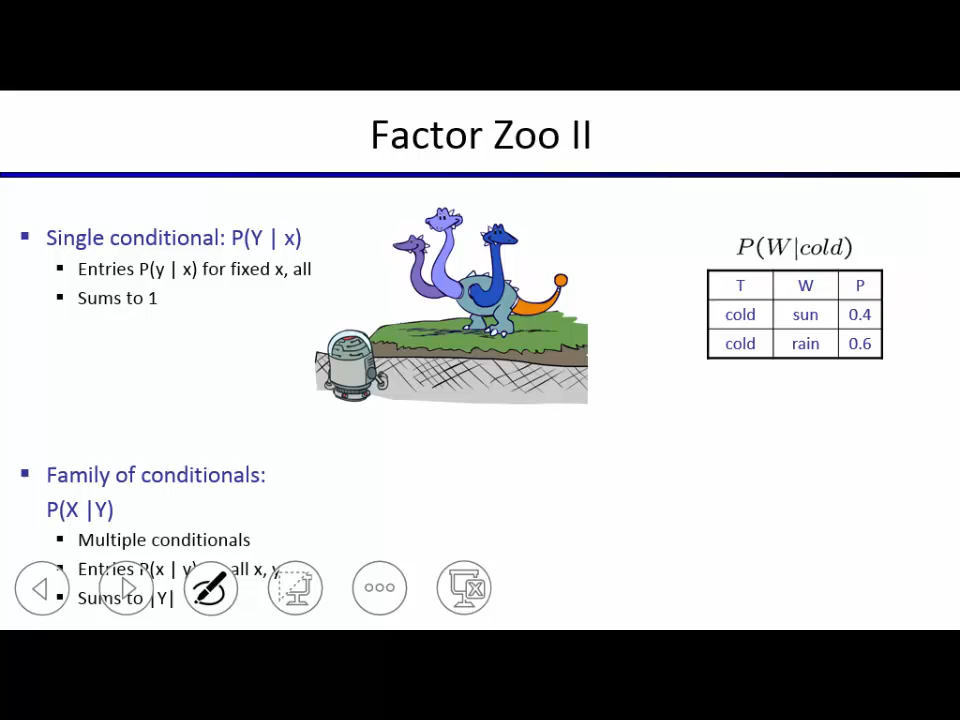 Factor Zoo II
Single conditional: P(Y | x)
Entries P(y | x) for fixed x, all
Sums to 1
P(W|cold)
T W P
cold sun 0.4
cold rain 0.6
Family of conditionals:
P(X |Y)
Multiple conditionals
Entries P(x | y) all x, y
Sums to |Y|